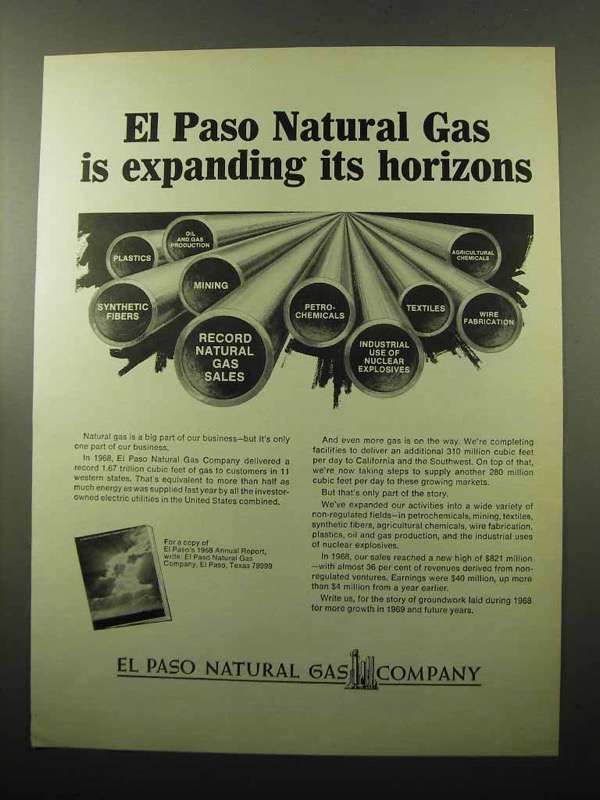 El Paso Natural Gas
is expanding its horizons
OIL
AND GAS
PRODUCTION
PLASTICS
AGRICULTURAL
CHEMICALS
MINING
SYNTHETIC
FIBERS
PETRO-
CHEMICALS
TEXTILES
WIRE
FABRICATION
RECORD
NATURAL
GAS
SALES
INDUSTRIAL
USE OF
NUCLEAR
EXPLOSIVES
Natural gas is a big part of our business—but it's only
one part of our business.
In 1968, El Paso Natural Gas Company delivered a
record 1.67 trillion cubic feet of gas to customers in 11
western states. That's equivalent to more than half as
much energy as was supplied last year by all the investor-
owned electric utilities in the United States combined.
For a copy of
El Paso's 1968 Annual Report,
write: El Paso Natural Gas
Company, El Paso, Texas 79999
And even more gas is on the way. We're completing
facilities to deliver an additional 310 million cubic feet
per day to California and the Southwest. On top of that,
we're now taking steps to supply another 280 million
cubic feet per day to these growing markets.
But that's only part of the story.
We've expanded our activities into a wide variety of
non-regulated fields—in petrochemicals, mining, textiles,
synthetic fibers, agricultural chemicals, wire fabrication,
plastics, oil and gas production, and the industrial uses
of nuclear explosives.
In 1968, our sales reached a new high of $821 million
—with almost 36 per cent of revenues derived from non-
regulated ventures. Earnings were $40 million, up more
than $4 million from a year earlier.
Write us, for the story of groundwork laid during 1968
for more growth in 1969 and future years.
EL PASO NATURAL GAS COMPANY